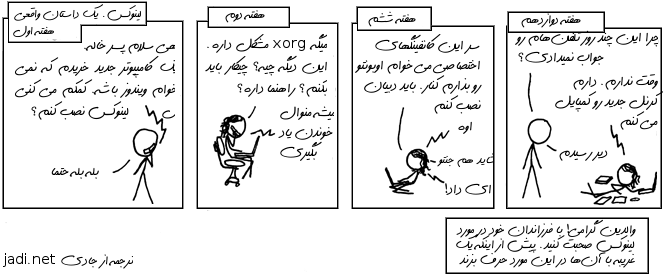 لینوکس . یک داستان واقعی
هفته اول
هی سلام پسر خاله.
یک کامپیوتر جدید خریدم که نمی
خوام ویندوز باشه. کمکم می کنی
لینوکس نصب کنم؟
بله بله حتما
هفته دوم
میگه xorg مشکل داره.
این دیگه چیه؟ چیکار باید
بکنم؟ راهنما داره؟
میشه منوال
خوندن یاد
بگیری
هفته ششم
سر این کانفیگهای
اختصاصی می خوام اوبونتو
رو بذارم کنار. باید دبیان
نصب کنم
اوه
شاید هم جنتو
ای داد!
هفته دوازدهم
چرا این چند روز تلفن هام رو
جواب نمیدادی؟
وقت ندارم. دارم
کرنل جدید رو کمپایل
می کنم
دیر رسیدم
والدین گرامی! با فرزندان خود در مورد
لینوکس صحبت کنید. پیش از اینکه یک
غریبه با آن‌ها در این مورد حرف بزند
ترجمه از جادی jadi.net